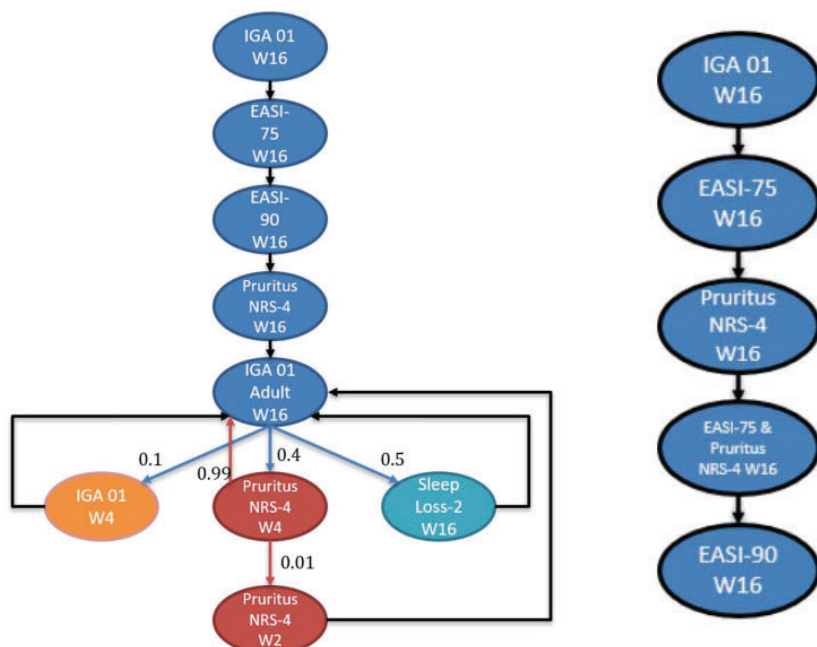 IGA 01
W16
EASI-
75
W16
EASI-
90
W16
Pruritus
NRS-4
W16
IGA 01
Adult
W16
0.1
0.99
0.4
0.5
IGA 01
W4
Pruritus
NRS-4
W4
Sleep
Loss-2
W16
0.01
Pruritus
NRS-4
W2
IGA 01
W16
EASI-75
W16
Pruritus
NRS-4
W16
EASI-75 &
Pruritus
NRS-4 W16
EASI-90
W16